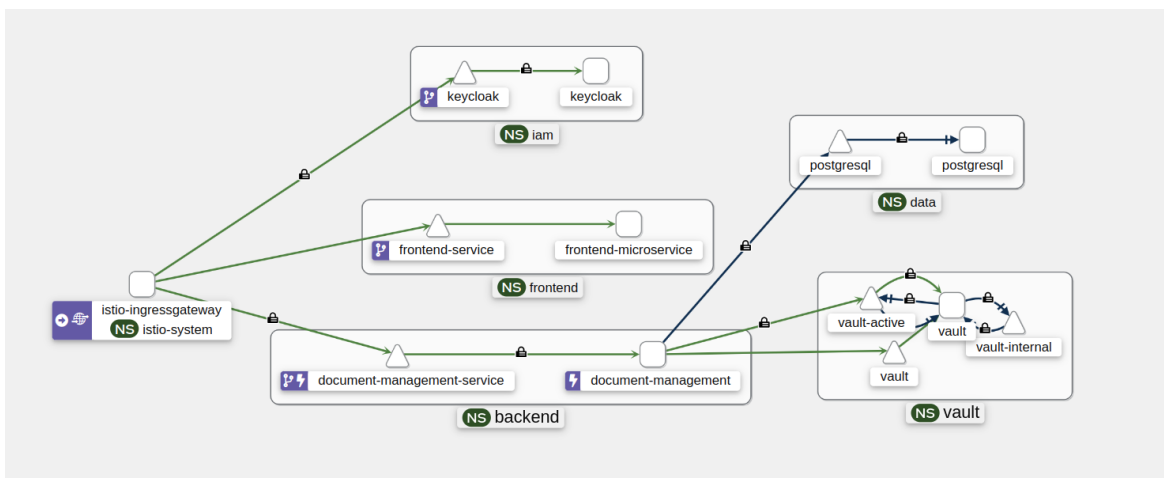 keycloak
keycloak
NS iam
postgresql
postgresql
NS data
frontend-service
frontend-microservice
NS frontend
istio-ingressgateway
NS istio-system
vault-active
vault
vault-internal
vault
NS vault
document-management-service
document-management
NS backend